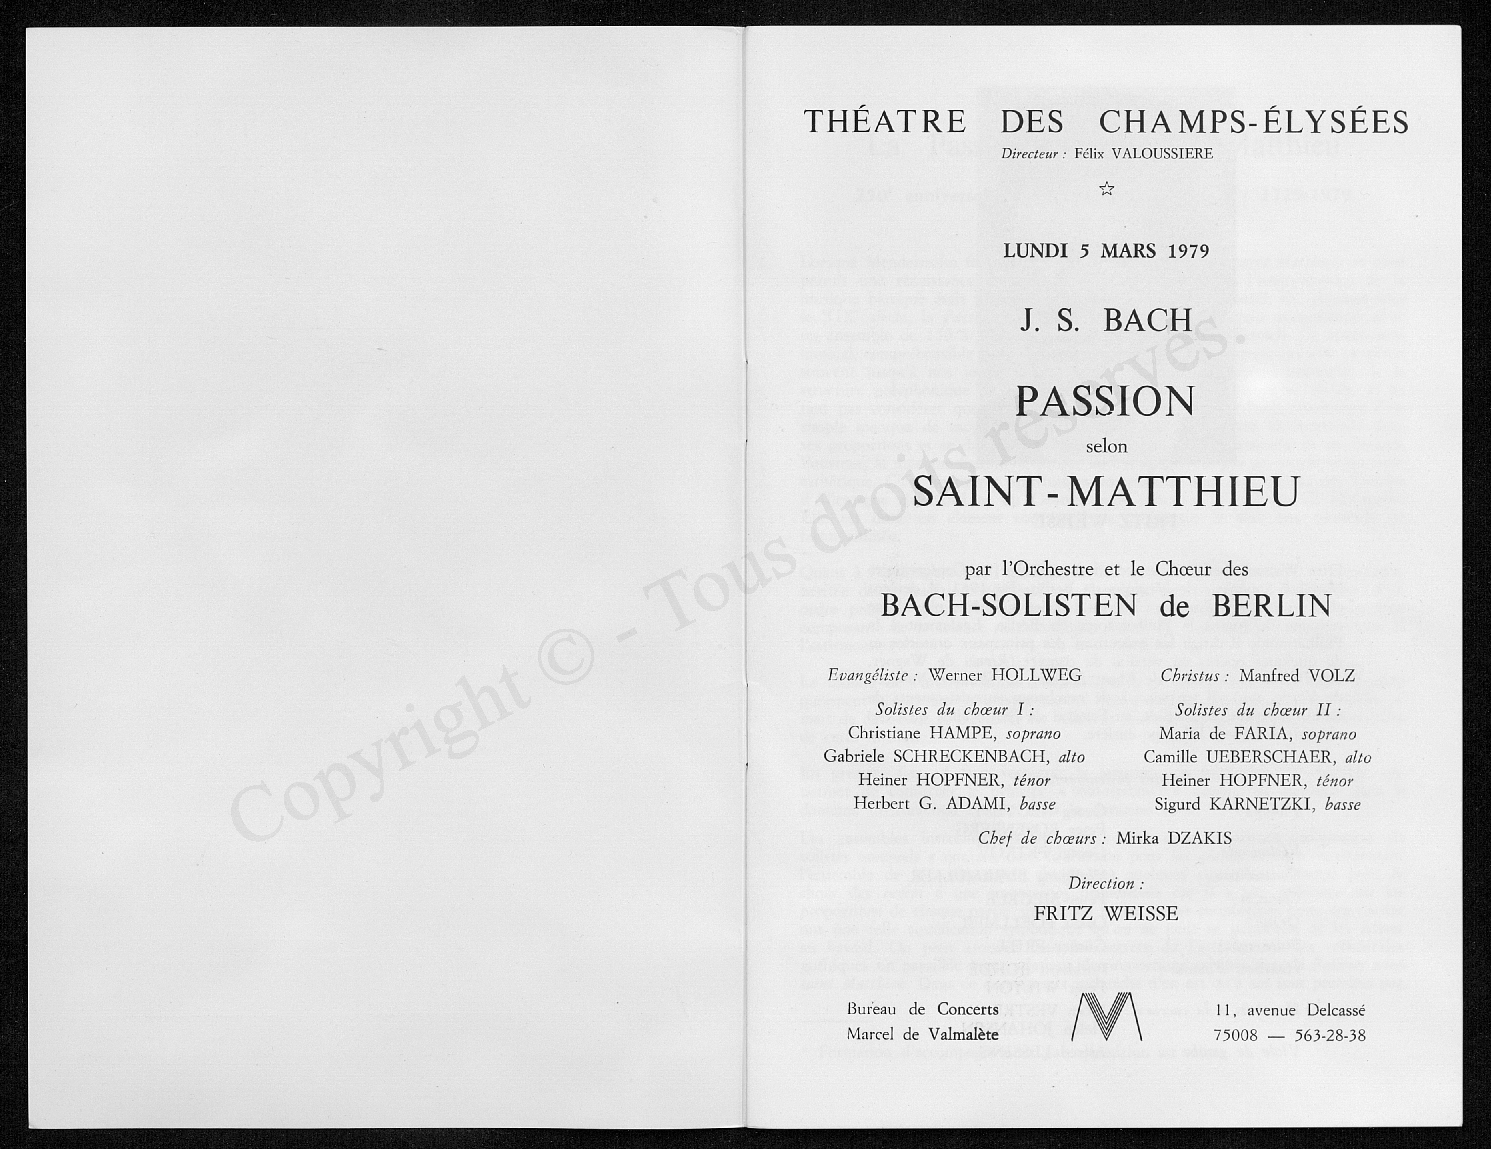 THÉATRE DES CHAMPS-ÉLYSÉES
Directeur : Félix VALOUSSIERE
LUNDI 5 MARS 1979
J. S. BACH
PASSION
selon
SAINT-MATTHIEU
par l'Orchestre et le Chœur des
BACH-SOLISTEN de BERLIN
Evangéliste : Werner HOLLWEG
Solistes du chœur I :
Christiane HAMPE, soprano
Gabriele SCHRECKENBACH, alto
Heiner HOPFNER, ténor
Herbert G. ADAMI, basse
Christus : Manfred VOLZ
Solistes du chœur II :
Maria de FARIA, soprano
Camille UEBERSCHAER, alto
Heiner HOPFNER, ténor
Sigurd KARNETZKI, basse
Chef de chœurs : Mirka DZAKIS
Direction :
FRITZ WEISSE
Bureau de Concerts
Marcel de Valmalète
11, avenue Delcassé
75008 — 563-28-38
Copyright © - Tous droits reserves.